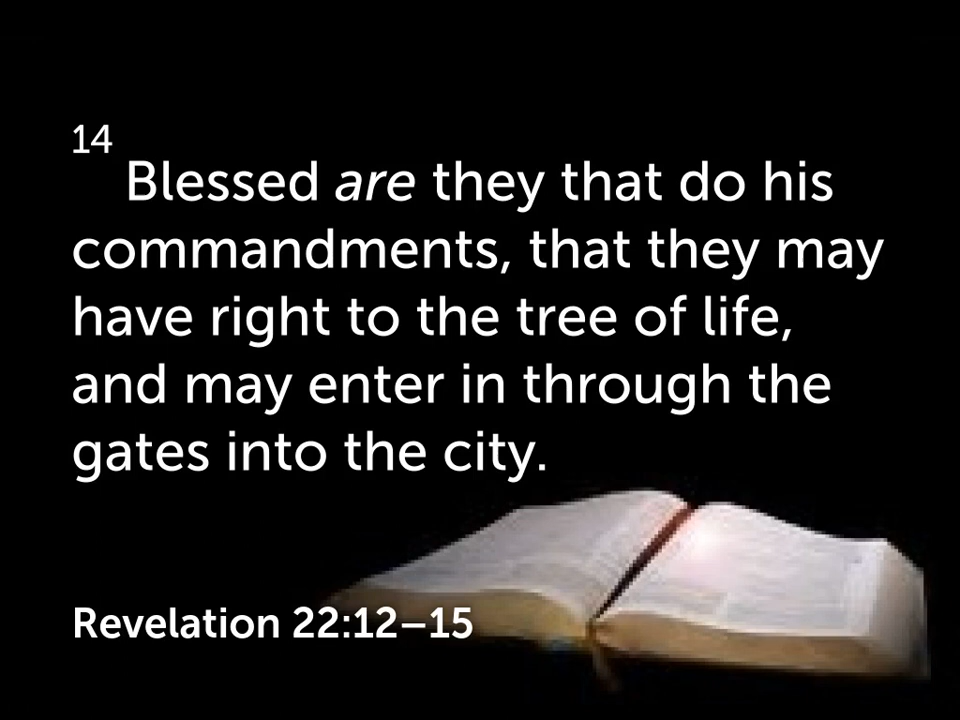 14
Blessed are they that do his
commandments, that they may
have right to the tree of life,
and may enter in through the
gates into the city.
Revelation 22:12–15